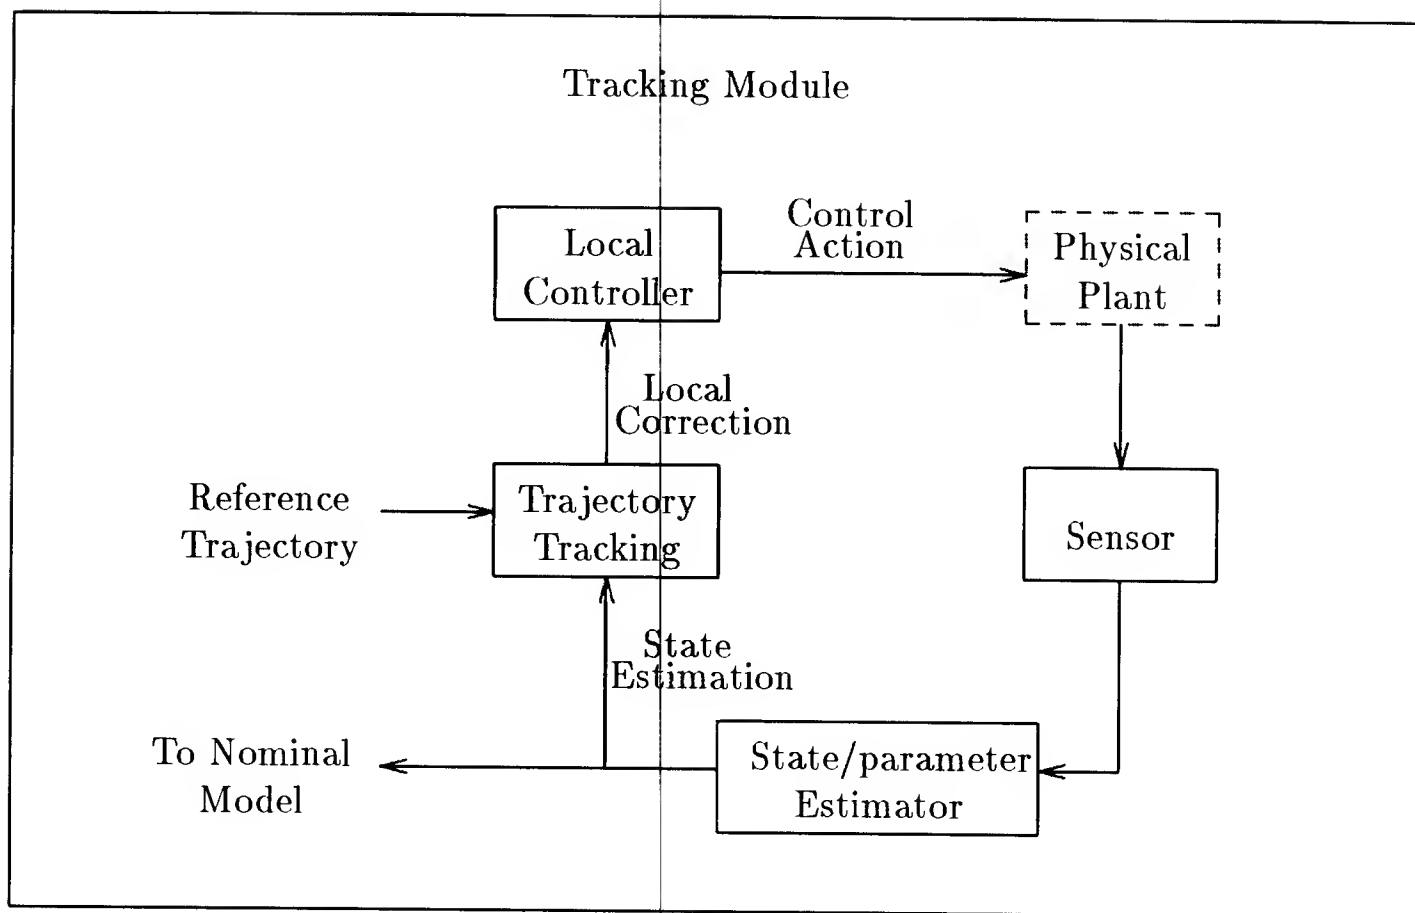 Tracking Module
Local
Controller
Control
Action
Physical
Plant
Local
Correction
Reference
Trajectory
Trajectory
Tracking
Sensor
State
Estimation
To Nominal
Model
State/parameter
Estimator